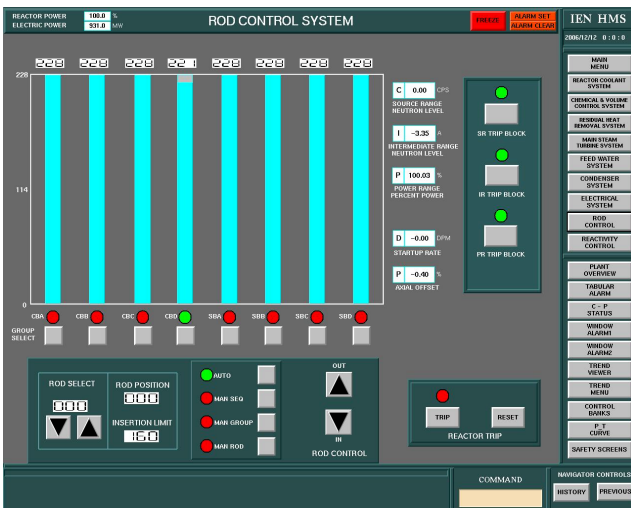 REACTOR POWER 100.0 %
ELECTRIC POWER 931.0 MW
ROD CONTROL SYSTEM
FREEZE
ALARM SET
ALARM CLEAR
IEN HMS
2006/12/12 0 : 0 : 0
228 228 228 221 228 228 228 228
228
114
0
CBA CBB CBC CBD SBA SBB SBC SBD
GROUP
SELECT
C 0.00 CPS
SOURCE RANGE
NEUTRON LEVEL
I -3.35 A
INTERMEDIATE RANGE
NEUTRON LEVEL
P 100.03 %
POWER RANGE
PERCENT POWER
D -0.00 DPM
STARTUP RATE
P -0.40 %
AXIAL OFFSET
SR TRIP BLOCK
IR TRIP BLOCK
PR TRIP BLOCK
ROD SELECT
000
ROD POSITION
000
INSERTION LIMIT
160
AUTO
MAN SEQ
MAN GROUP
MAN ROD
OUT
IN
ROD CONTROL
TRIP
RESET
REACTOR TRIP
MAIN
MENU
REACTOR COOLANT
SYSTEM
CHEMICAL & VOLUME
CONTROL SYSTEM
RESIDUAL HEAT
REMOVAL SYSTEM
MAIN STEAM
TURBINE SYSTEM
FEED WATER
SYSTEM
CONDENSER
SYSTEM
ELECTRICAL
SYSTEM
ROD
CONTROL
REACTIVITY
CONTROL
PLANT
OVERVIEW
TABULAR
ALARM
C - P
STATUS
WINDOW
ALARM1
WINDOW
ALARM2
TREND
VIEWER
TREND
MENU
CONTROL
BANKS
P_T
CURVE
SAFETY SCREENS
COMMAND
NAVIGATOR CONTROLS
HISTORY
PREVIOUS